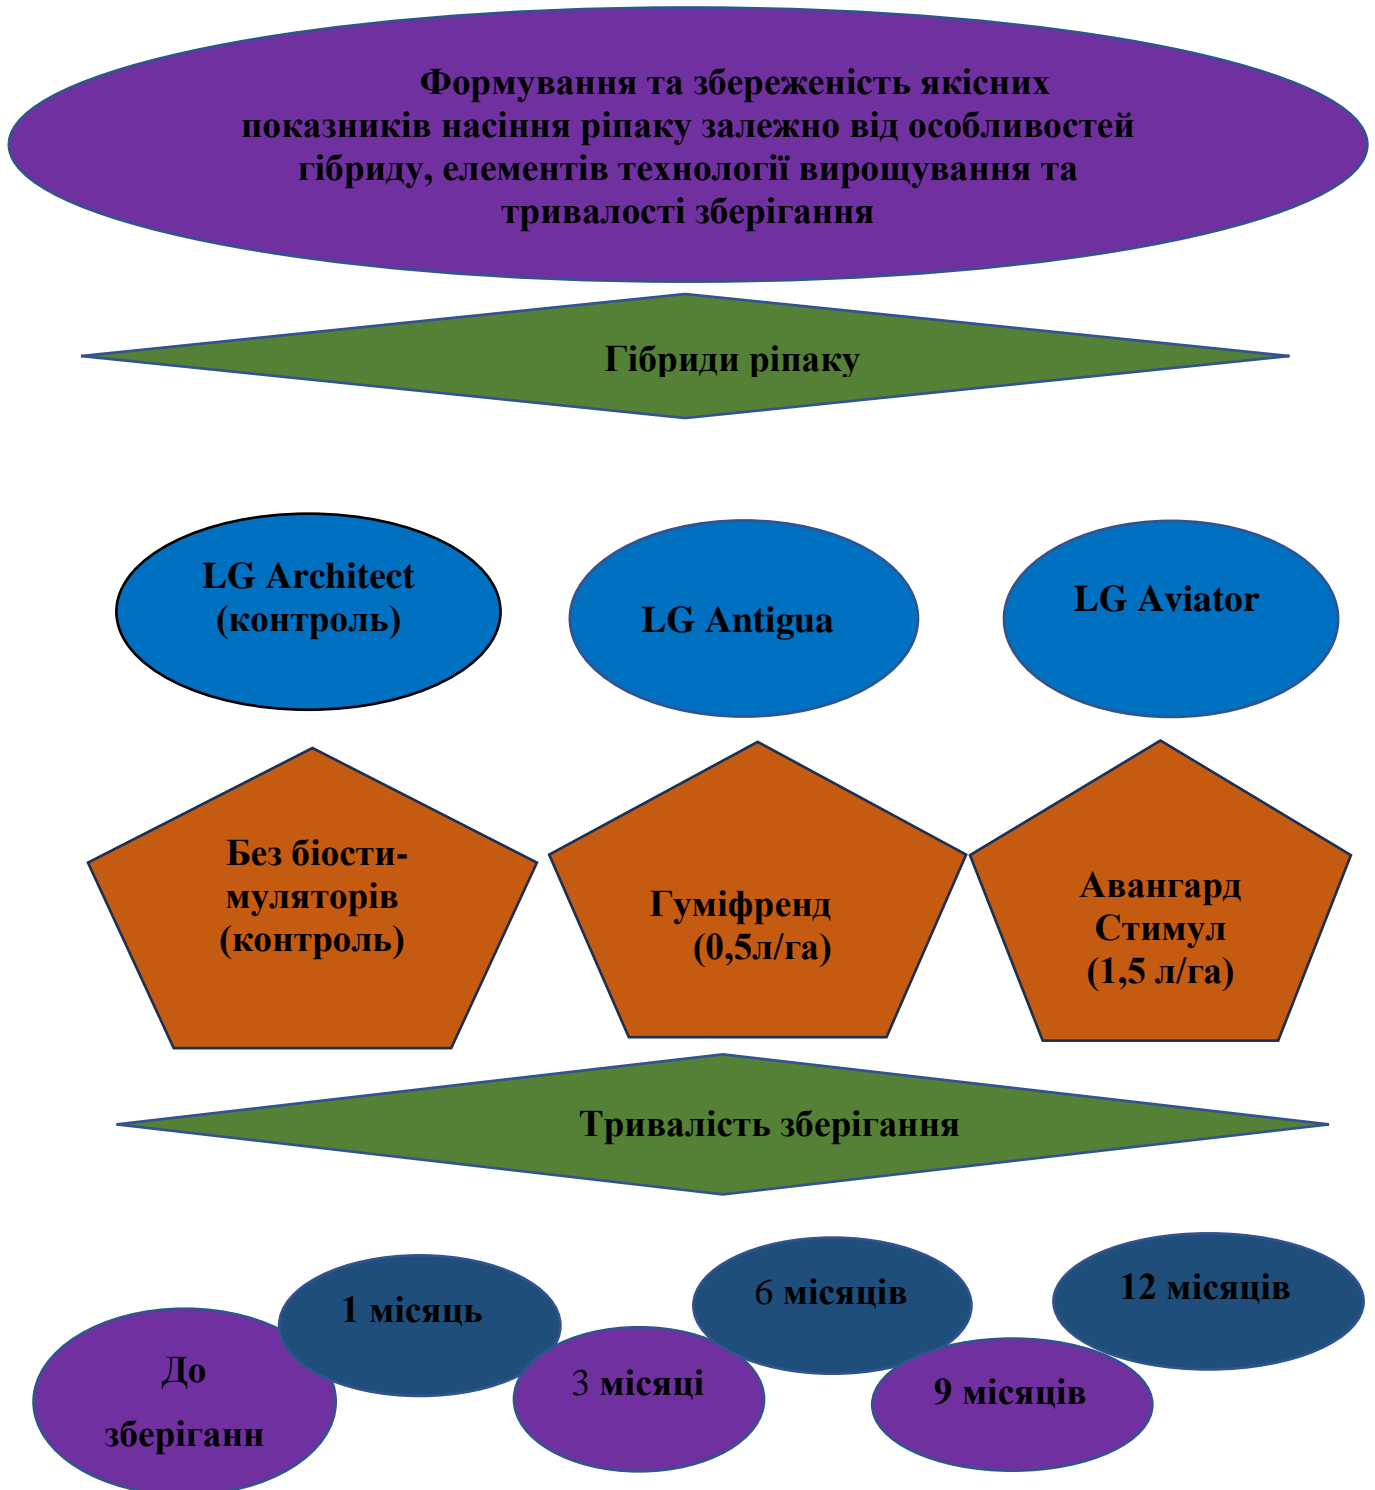 Формування та збереженість якісних
показників насіння ріпаку залежно від особливостей
гібриду, елементів технології вирощування та
тривалості зберігання
Гібриди ріпаку
LG Architect
(контроль)
LG Antigua
LG Aviator
Без біости-
муляторів
(контроль)
Гуміфренд
(0,5л/га)
Авангард
Стимул
(1,5 л/га)
Тривалість зберігання
До
зберіганн
1 місяць
3 місяці
6 місяців
9 місяців
12 місяців